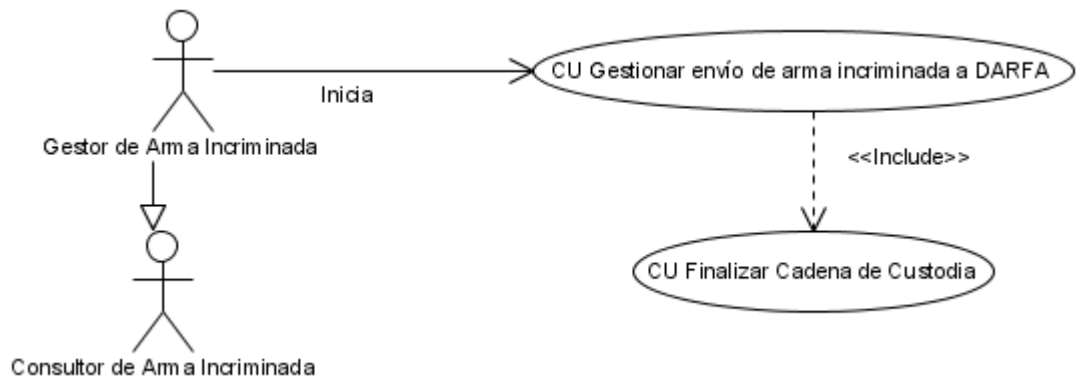 CU Gestionar envío de arma incriminada a DARFA
Inicia
Gestor de Arma Incriminada
<<Include>>
CU Finalizar Cadena de Custodia
Consultor de Arma Incriminada